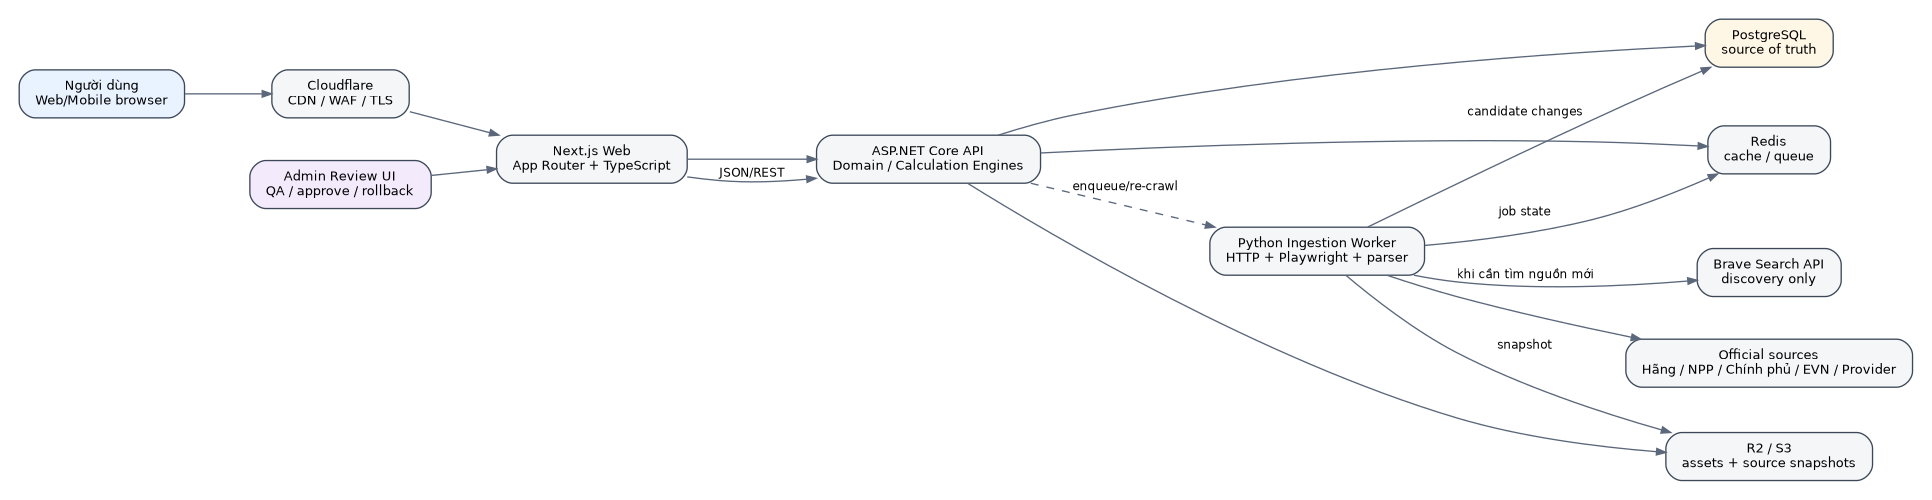 Người dùng
Web/Mobile browser
Cloudflare
CDN / WAF / TLS
Admin Review UI
QA / approve / rollback
Next.js Web
App Router + TypeScript
JSON/REST
ASP.NET Core API
Domain / Calculation Engines
enqueue/re-crawl
Python Ingestion Worker
HTTP + Playwright + parser
candidate changes
job state
khi cần tìm nguồn mới
snapshot
PostgreSQL
source of truth
Redis
cache / queue
Brave Search API
discovery only
Official sources
Hãng / NPP / Chính phủ / EVN / Provider
R2 / S3
assets + source snapshots